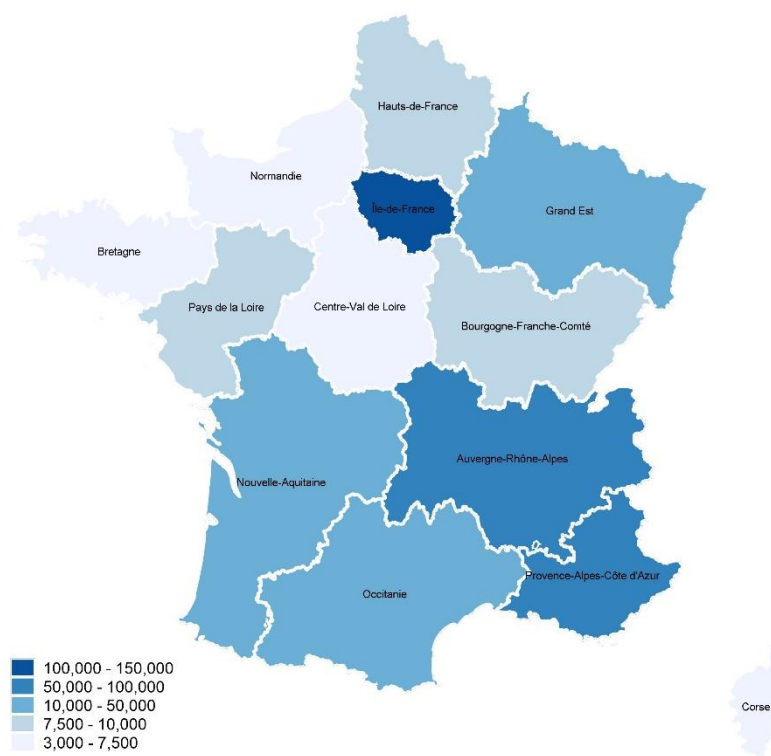 Hauts-de-France
Normandie
Île-de-France
Grand Est
Bretagne
Pays de la Loire
Centre-Val de Loire
Bourgogne-Franche-Comté
Auvergne-Rhône-Alpes
Nouvelle-Aquitaine
Provence-Alpes-Côte d'Azur
Occitanie
100,000 - 150,000
50,000 - 100,000
10,000 - 50,000
7,500 - 10,000
3,000 - 7,500
Corse